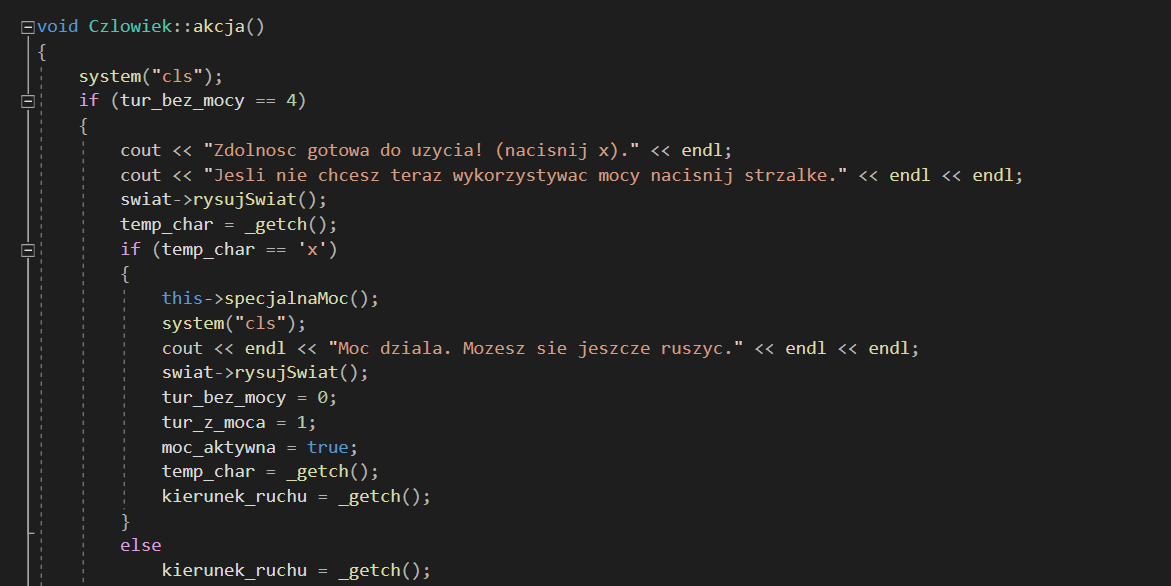 void Czlowiek::akcja()
{
system("cls");
if (tur_bez_mocy == 4)
{
cout << "Zdolnosc gotowa do uzycia! (nacisnij x)." << endl;
cout << "Jesli nie chcesz teraz wykorzystywac mocy nacisnij strzalke." << endl << endl;
swiat->rysujSwiat();
temp_char = _getch();
if (temp_char == 'x')
{
this->specjalnaMoc();
system("cls");
cout << endl << "Moc dziala. Mozesz sie jeszcze ruszyc." << endl << endl;
swiat->rysujSwiat();
tur_bez_mocy = 0;
tur_z_moca = 1;
moc_aktywna = true;
temp_char = _getch();
kierunek_ruchu = _getch();
}
else
kierunek_ruchu = _getch();